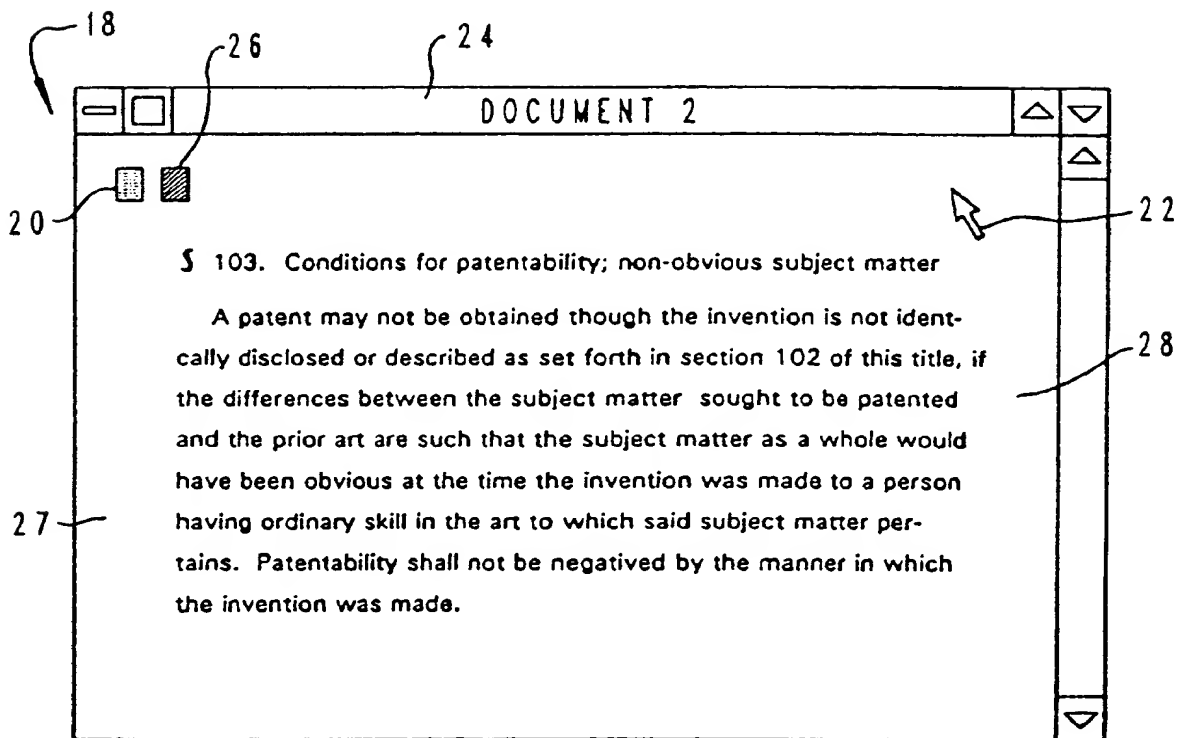 18
26
24
DOCUMENT 2
20
22
§ 103. Conditions for patentability; non-obvious subject matter
A patent may not be obtained though the invention is not ident-
cally disclosed or described as set forth in section 102 of this title, if
28
the differences between the subject matter sought to be patented
and the prior art are such that the subject matter as a whole would
have been obvious at the time the invention was made to a person
27
having ordinary skill in the art to which said subject matter per-
tains. Patentability shall not be negatived by the manner in which
the invention was made.